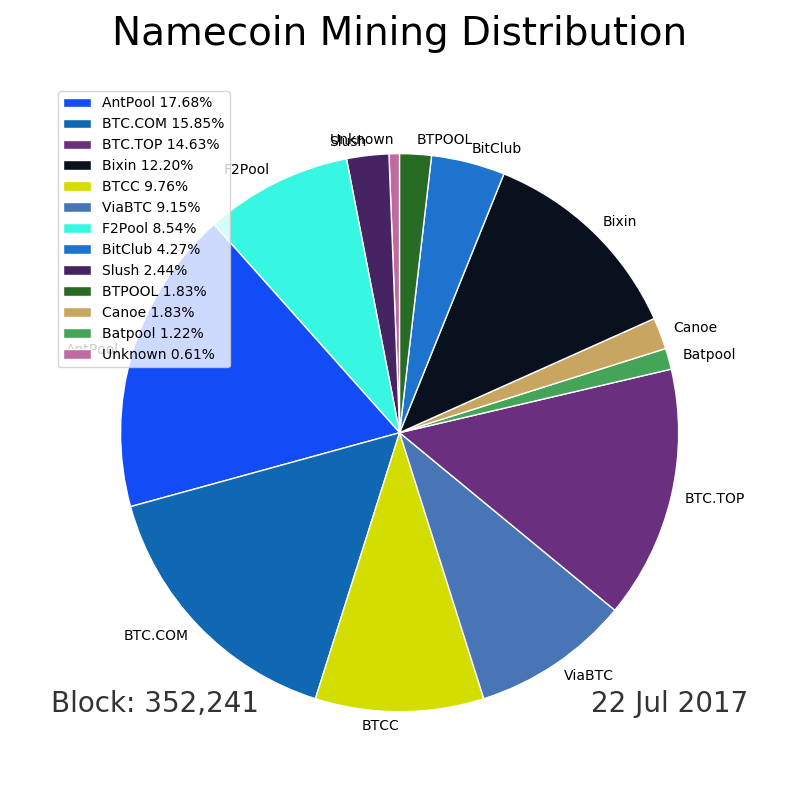 Namecoin Mining Distribution
AntPool 17.68%
BTC.COM 15.85%
BTC.TOP 14.63%
Bixin 12.20%
BTCC 9.76%
ViaBTC 9.15%
F2Pool 8.54%
BitClub 4.27%
Slush 2.44%
BTPOOL 1.83%
Canoe 1.83%
Batpool 1.22%
Unknown 0.61%
Unknown
Slush
BTPOOL
BitClub
F2Pool
Bixin
Canoe
AntPool
Batpool
BTC.TOP
BTC.COM
ViaBTC
BTCC
Block: 352,241
22 Jul 2017